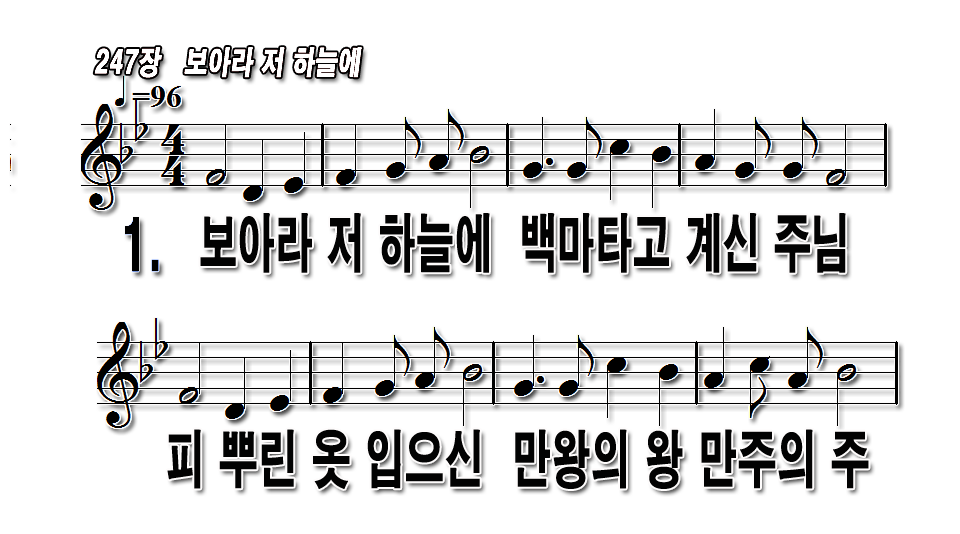 247장 보아라 저 하늘에
♩=96
4
4
1. 보아라 저 하늘에 백마타고 계신 주님
피 뿌린 옷 입으신 만왕의 왕 만주의 주